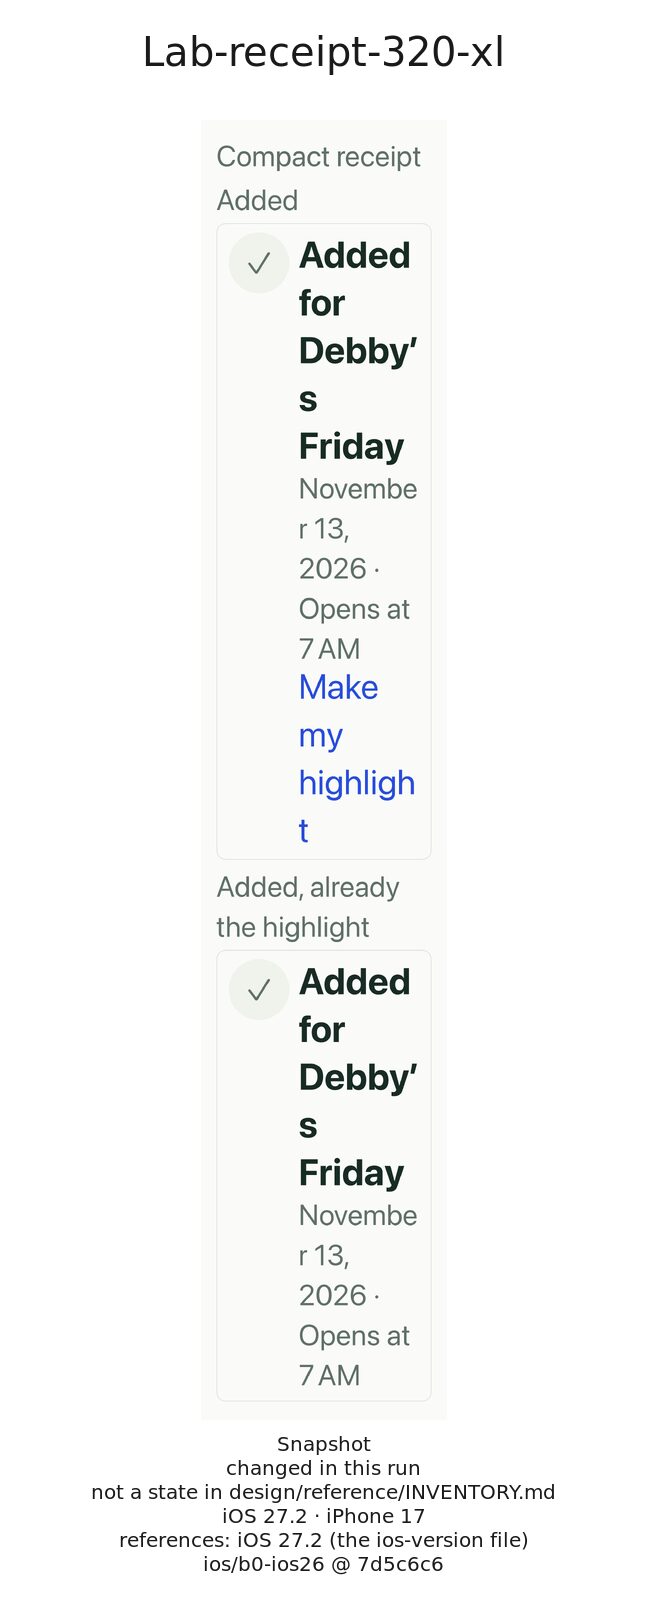 Lab-receipt-320-xl
Compact receipt
Added
Added
for
Debby’
s
Friday
Novembe
r 13,
2026 ·
Opens at
7 AM
Make
my
highligh
t
Added, already
the highlight
Added
for
Debby’
s
Friday
Novembe
r 13,
2026 ·
Opens at
7 AM
Snapshot
changed in this run
not a state in design/reference/INVENTORY.md
iOS 27.2 · iPhone 17
references: iOS 27.2 (the ios-version file)
ios/b0-ios26 @ 7d5c6c6